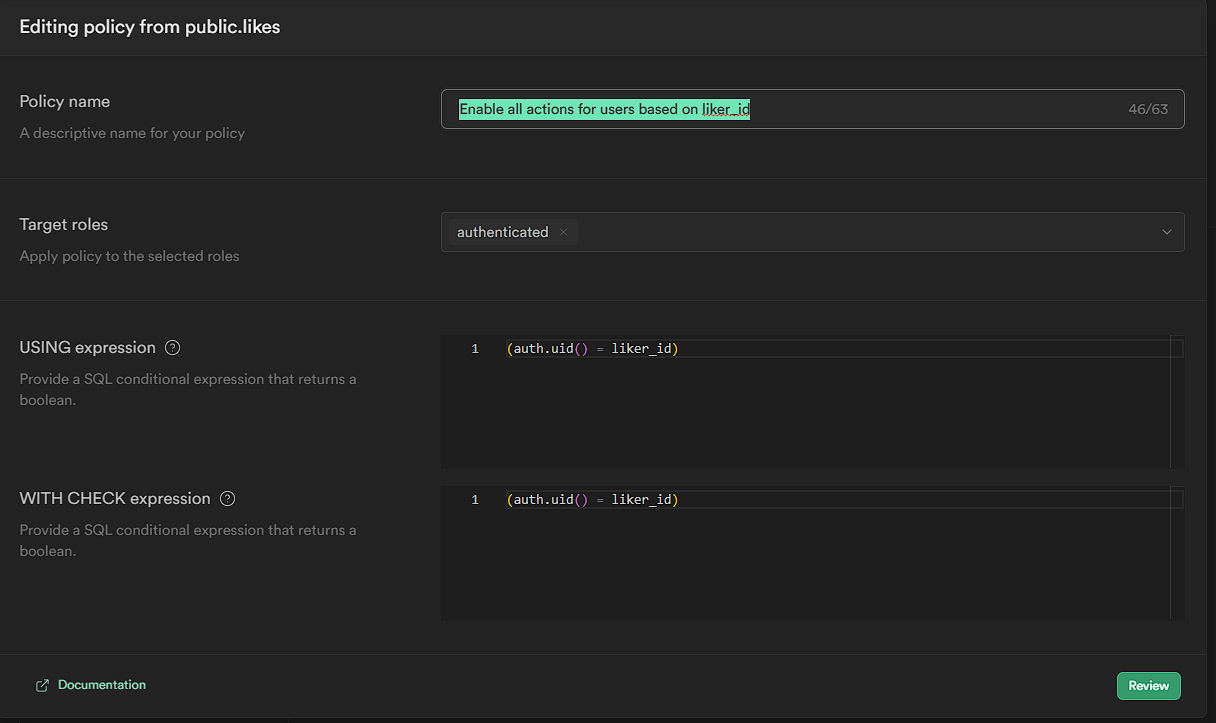 Editing policy from public.likes
Policy name
A descriptive name for your policy
Enable all actions for users based on liker_id
46/63
Target roles
Apply policy to the selected roles
authenticated
USING expression
Provide a SQL conditional expression that returns a
boolean.
1 (auth.uid() = liker_id)
WITH CHECK expression
Provide a SQL conditional expression that returns a
boolean.
1 (auth.uid() = liker_id)
Documentation
Review